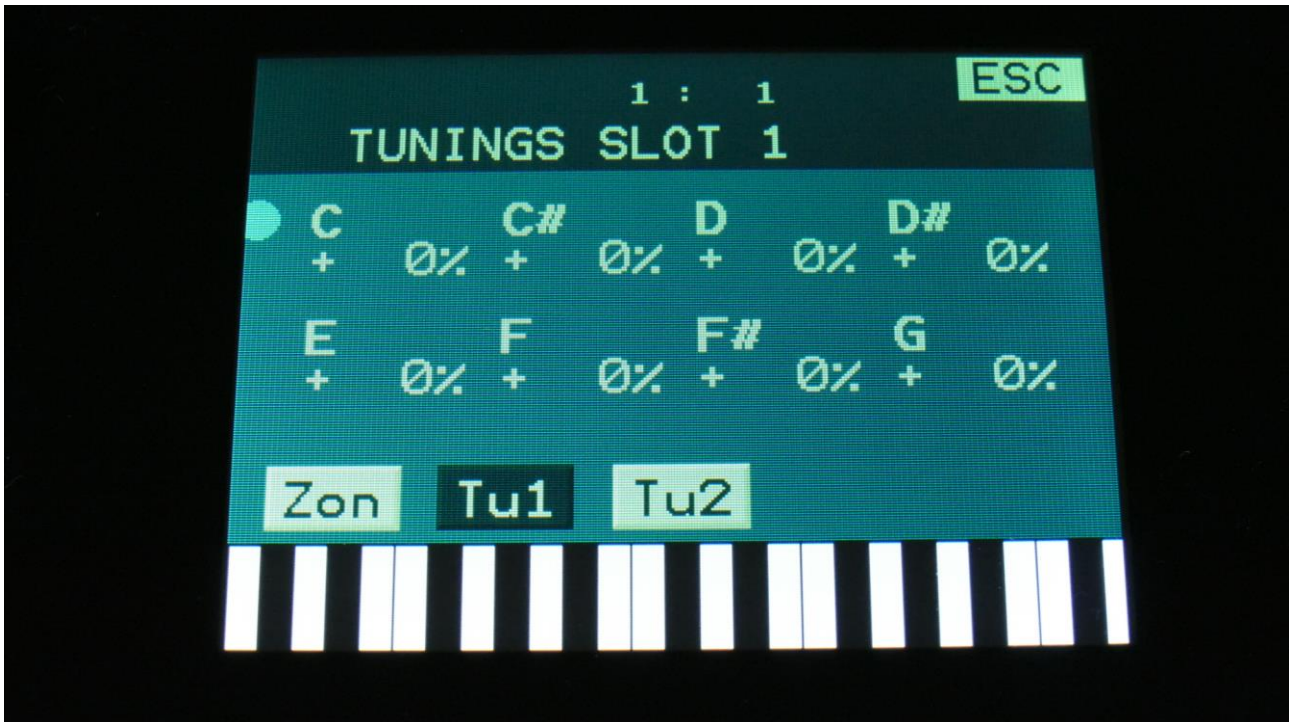 1 : 1 ESC
TUNINGS SLOT 1
C C# D D#
+ 0% + 0% + 0% + 0%
E F F# G
+ 0% + 0% + 0% + 0%
Zon Tu1 Tu2